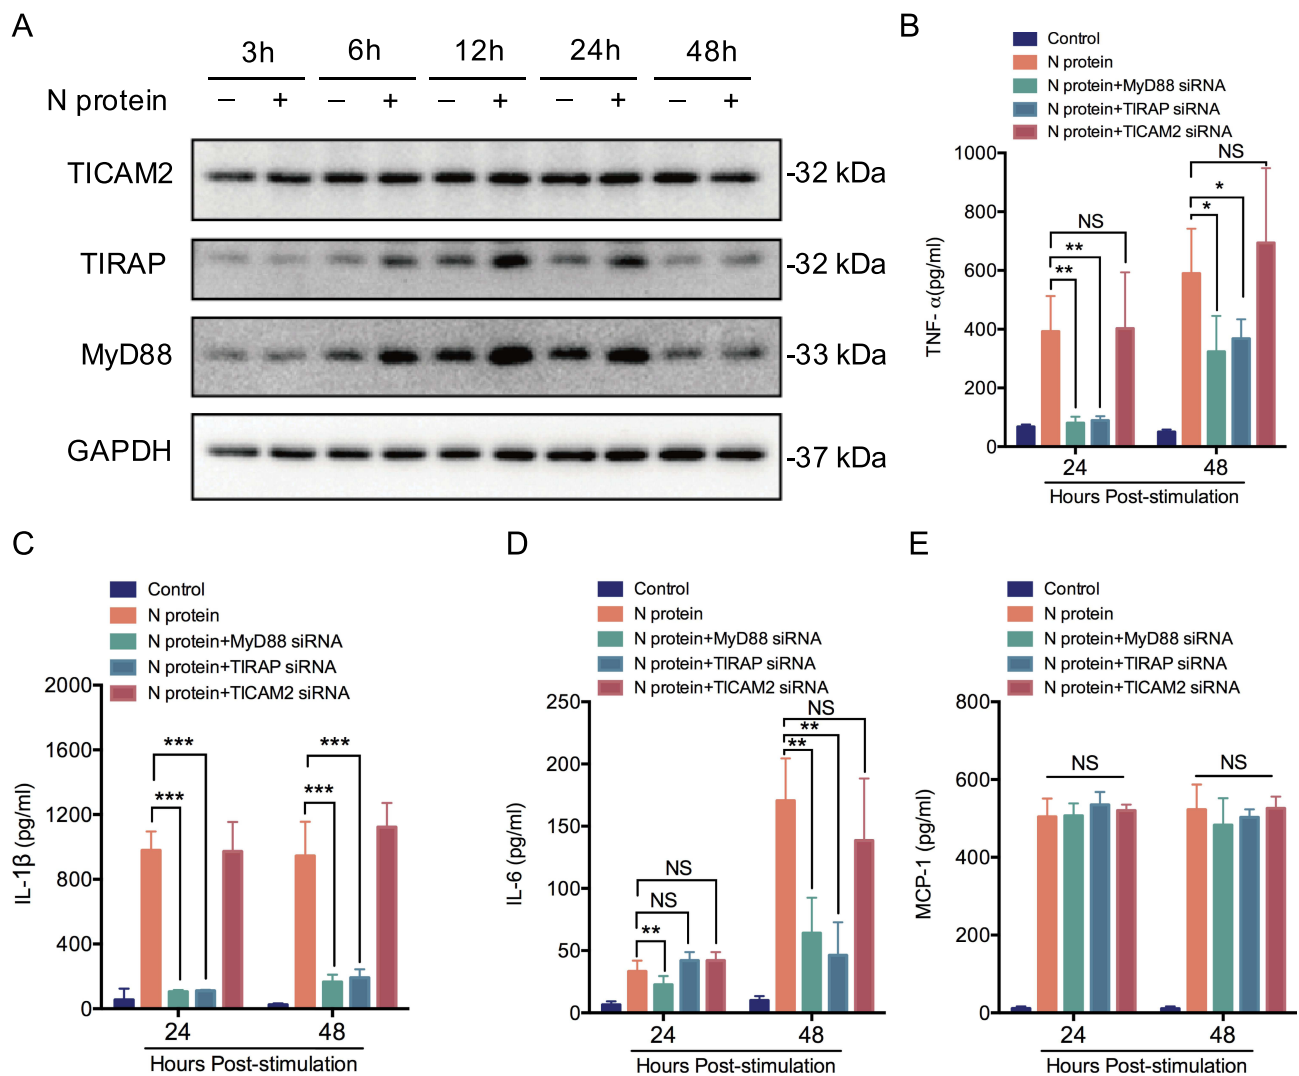 A
3h 6h 12h 24h 48h
N protein – + – + – + – + – +
TICAM2 -32 kDa
TIRAP -32 kDa
MyD88 -33 kDa
GAPDH -37 kDa
B
Control
N protein
N protein+MyD88 siRNA
N protein+TIRAP siRNA
N protein+TICAM2 siRNA
TNF- α(pg/ml)
1000
800
600
400
200
0
NS
**
**
NS
*
*
24 48
Hours Post-stimulation
C
Control
N protein
N protein+MyD88 siRNA
N protein+TIRAP siRNA
N protein+TICAM2 siRNA
IL-1β (pg/ml)
2000
1600
1200
800
400
0
***
***
***
***
24 48
Hours Post-stimulation
D
Control
N protein
N protein+MyD88 siRNA
N protein+TIRAP siRNA
N protein+TICAM2 siRNA
IL-6 (pg/ml)
250
200
150
100
50
0
NS
NS
**
NS
**
**
24 48
Hours Post-stimulation
E
Control
N protein
N protein+MyD88 siRNA
N protein+TIRAP siRNA
N protein+TICAM2 siRNA
MCP-1 (pg/ml)
800
600
400
200
0
NS NS
24 48
Hours Post-stimulation